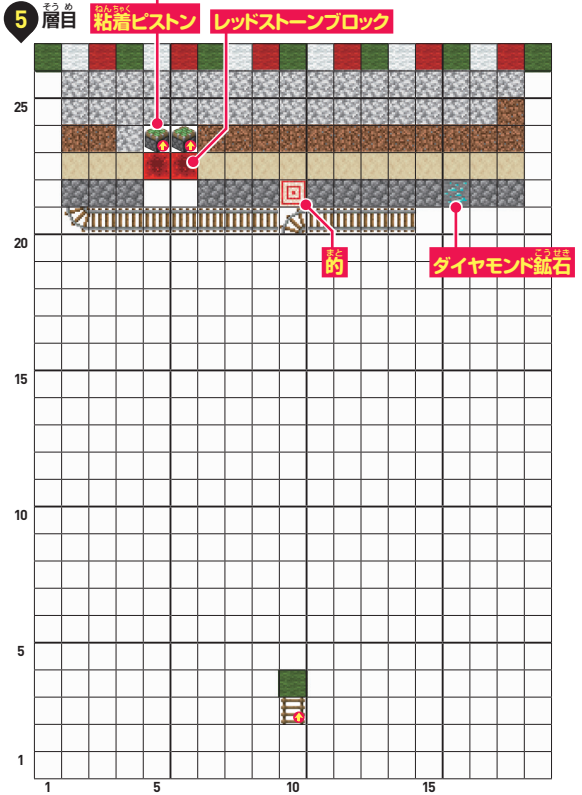 5 層目 粘着ピストン レッドストーンブロック
そうめ
ねんちゃく
25
20
的
まと
ダイヤモンド鉱石
こうせき
15
10
5
1
1 5 10 15